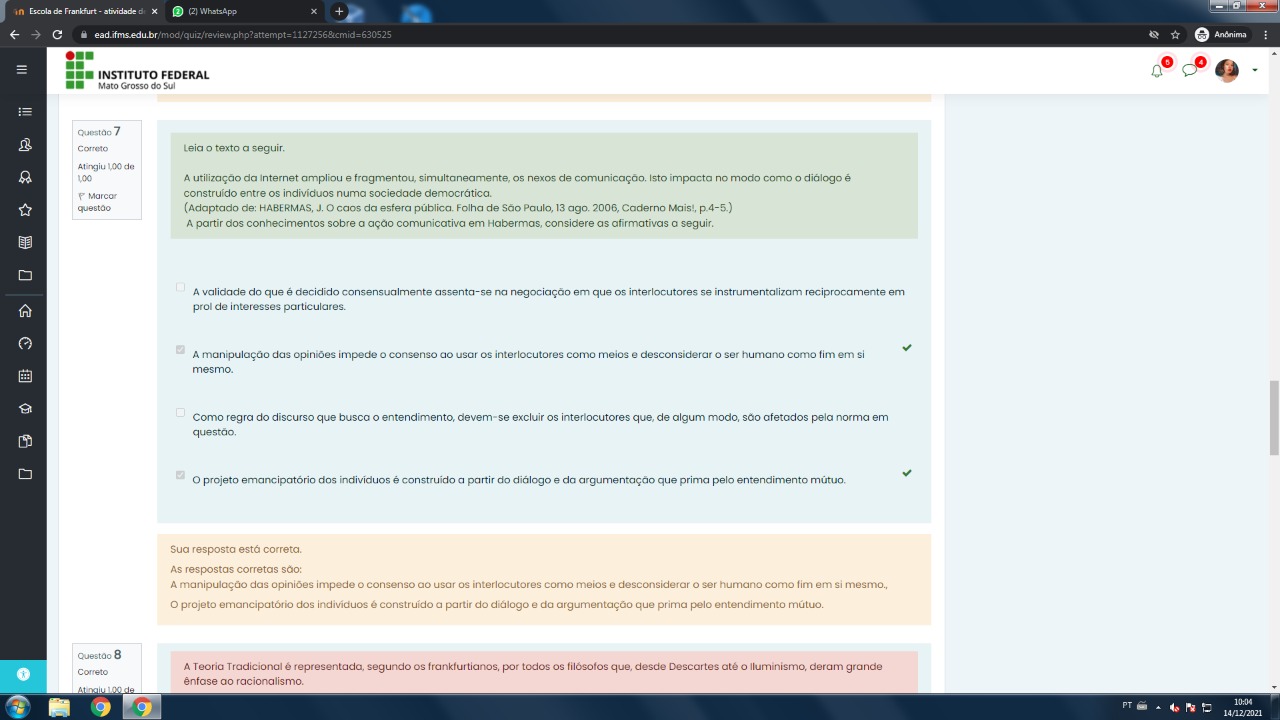 Escola de Frankfurt - atividade d
(2) WhatsApp
ead.ifms.edu.br/mod/quiz/review.php?attempt=1127256&cmid=630525
Anônima
INSTITUTO FEDERAL
Mato Grosso do Sul
6
4
Questão 7
Correto
Atingiu 1,00 de
1,00
Marcar
questão
Leia o texto a seguir.
A utilização da Internet ampliou e fragmentou, simultaneamente, os nexos de comunicação. Isto impacta no modo como o diálogo é
construído entre os indivíduos numa sociedade democrática.
(Adaptado de: HABERMAS, J. O caos da esfera pública. Folha de São Paulo, 13 ago. 2006, Caderno Mais!, p.4-5.)
A partir dos conhecimentos sobre a ação comunicativa em Habermas, considere as afirmativas a seguir.
A validade do que é decidido consensualmente assenta-se na negociação em que os interlocutores se instrumentalizam reciprocamente em
prol de interesses particulares.
A manipulação das opiniões impede o consenso ao usar os interlocutores como meios e desconsiderar o ser humano como fim em si
mesmo.
Como regra do discurso que busca o entendimento, devem-se excluir os interlocutores que, de algum modo, são afetados pela norma em
questão.
O projeto emancipatório dos indivíduos é construído a partir do diálogo e da argumentação que prima pelo entendimento mútuo.
Sua resposta está correta.
As respostas corretas são:
A manipulação das opiniões impede o consenso ao usar os interlocutores como meios e desconsiderar o ser humano como fim em si mesmo.,
O projeto emancipatório dos indivíduos é construído a partir do diálogo e da argumentação que prima pelo entendimento mútuo.
Questão 8
Correto
Atingiu 1,00 de
A Teoria Tradicional é representada, segundo os frankfurtianos, por todos os filósofos que, desde Descartes até o Iluminismo, deram grande
ênfase ao racionalismo.
PT
10:04
14/12/2021